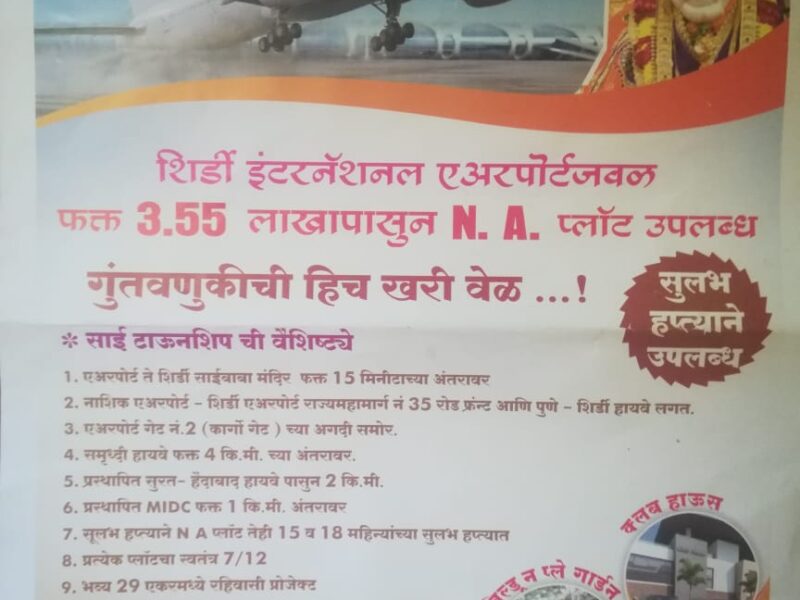 शिर्डी इंटरनॅशनल एअरपोर्टजवळ
फक्त 3.55 लाखापासुन N. A. प्लॉट उपलब्ध
गुंतवणुकीची हिच खरी वेळ ...!
सुलभ
हप्त्याने
उपलब्ध
* साई टाऊनशिप ची वैशिष्ट्ये
1. एअरपोर्ट ते शिर्डी साईबाबा मंदिर फक्त 15 मिनीटाच्या अंतरावर
2. नाशिक एअरपोर्ट - शिर्डी एअरपोर्ट राज्यमहामार्ग नं 35 रोड फ्रंन्ट आणि पुणे - शिर्डी हायवे लगत.
3. एअरपोर्ट गेट नं.2 (कार्गो गेट) च्या अगदी समोर.
4. समृध्दी हायवे फक्त 4 कि.मी. च्या अंतरावर.
5. प्रस्थापित सुरत- हैद्राबाद हायवे पासुन 2 कि.मी.
6. प्रस्थापित MIDC फक्त 1 कि.मी. अंतरावर
7. सूलभ हप्त्याने N A प्लॉट तेही 15 व 18 महिन्यांच्या सुलभ हप्त्यात
8. प्रत्येक प्लॉटचा स्वतंत्र 7/12
9. भव्य 29 एकरमध्ये रहिवासी प्रोजेक्ट
क्लब हाऊस
प्ले गार्डन